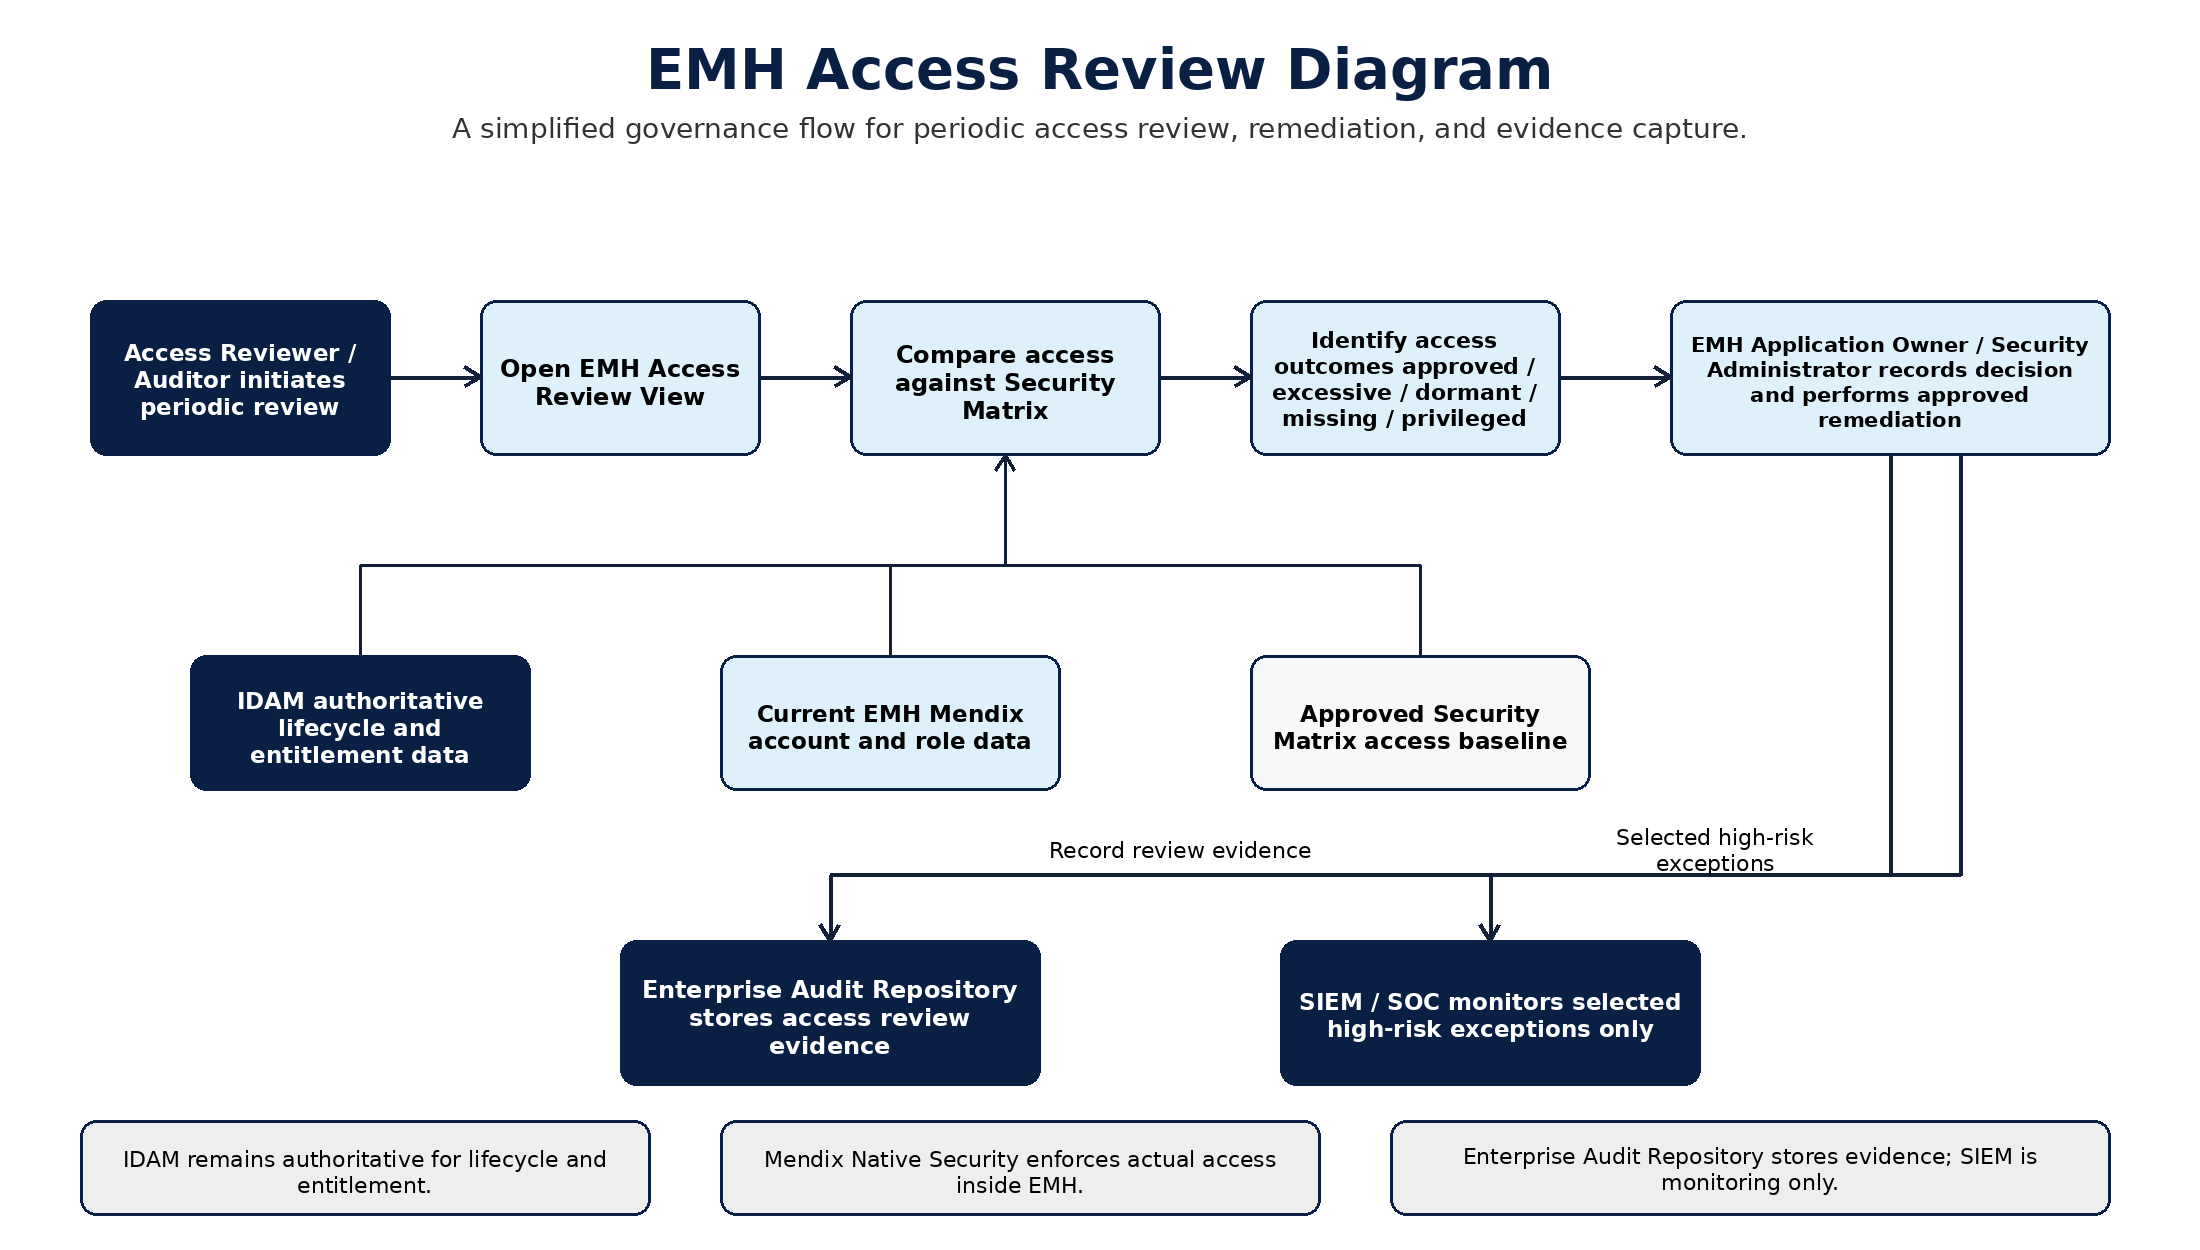 EMH Access Review Diagram
A simplified governance flow for periodic access review, remediation, and evidence capture.
Access Reviewer /
Auditor initiates
periodic review
Open EMH Access
Review View
Compare access
against Security
Matrix
Identify access
outcomes approved /
excessive / dormant /
missing / privileged
EMH Application Owner / Security
Administrator records decision
and performs approved
remediation
IDAM authoritative
lifecycle and
entitlement data
Current EMH Mendix
account and role data
Approved Security
Matrix access baseline
Record review evidence
Selected high-risk
exceptions
Enterprise Audit Repository
stores access review
evidence
SIEM / SOC monitors selected
high-risk exceptions only
IDAM remains authoritative for lifecycle and
entitlement.
Mendix Native Security enforces actual access
inside EMH.
Enterprise Audit Repository stores evidence; SIEM is
monitoring only.